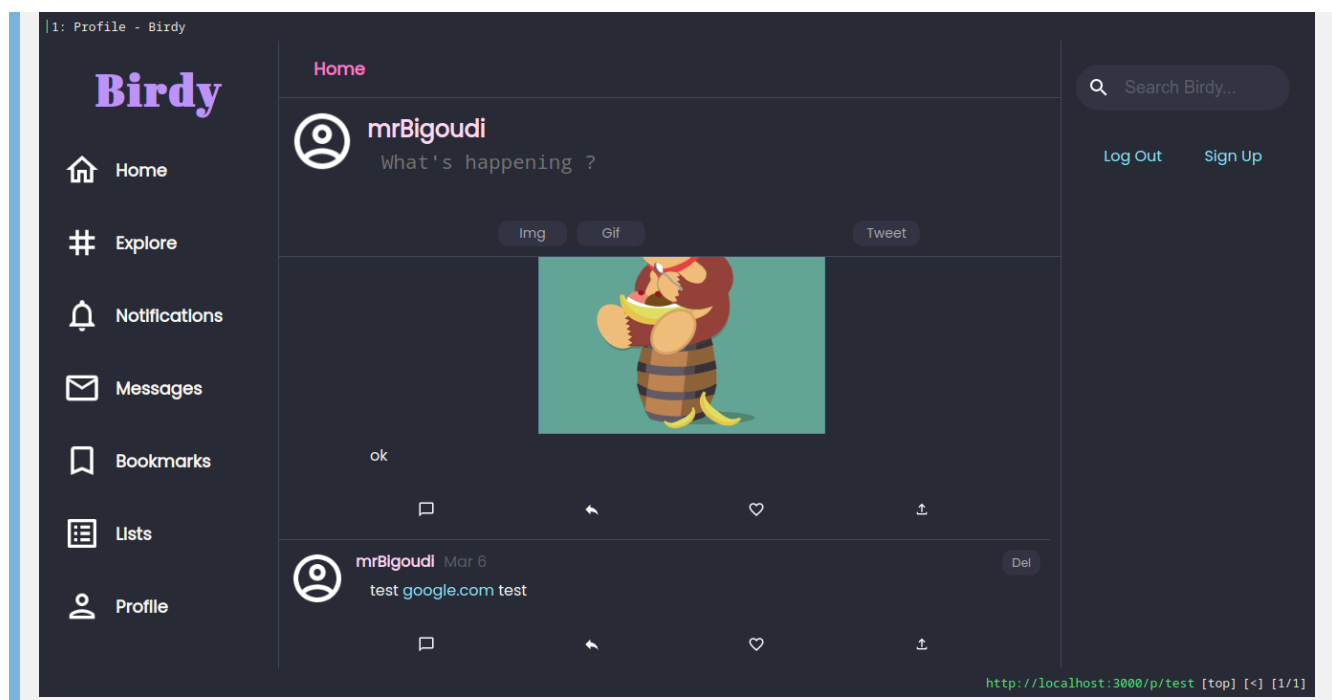 1: Profile - Birdy
Birdy
Home
Explore
Notifications
Messages
Bookmarks
Lists
Profile
Home
mrBigoudi
What's happening ?
Img
Gif
Tweet
ok
mrBigoudi Mar 6
Del
test google.com test
Search Birdy...
Log Out
Sign Up
http://localhost:3000/p/test [top] [<] [1/1]